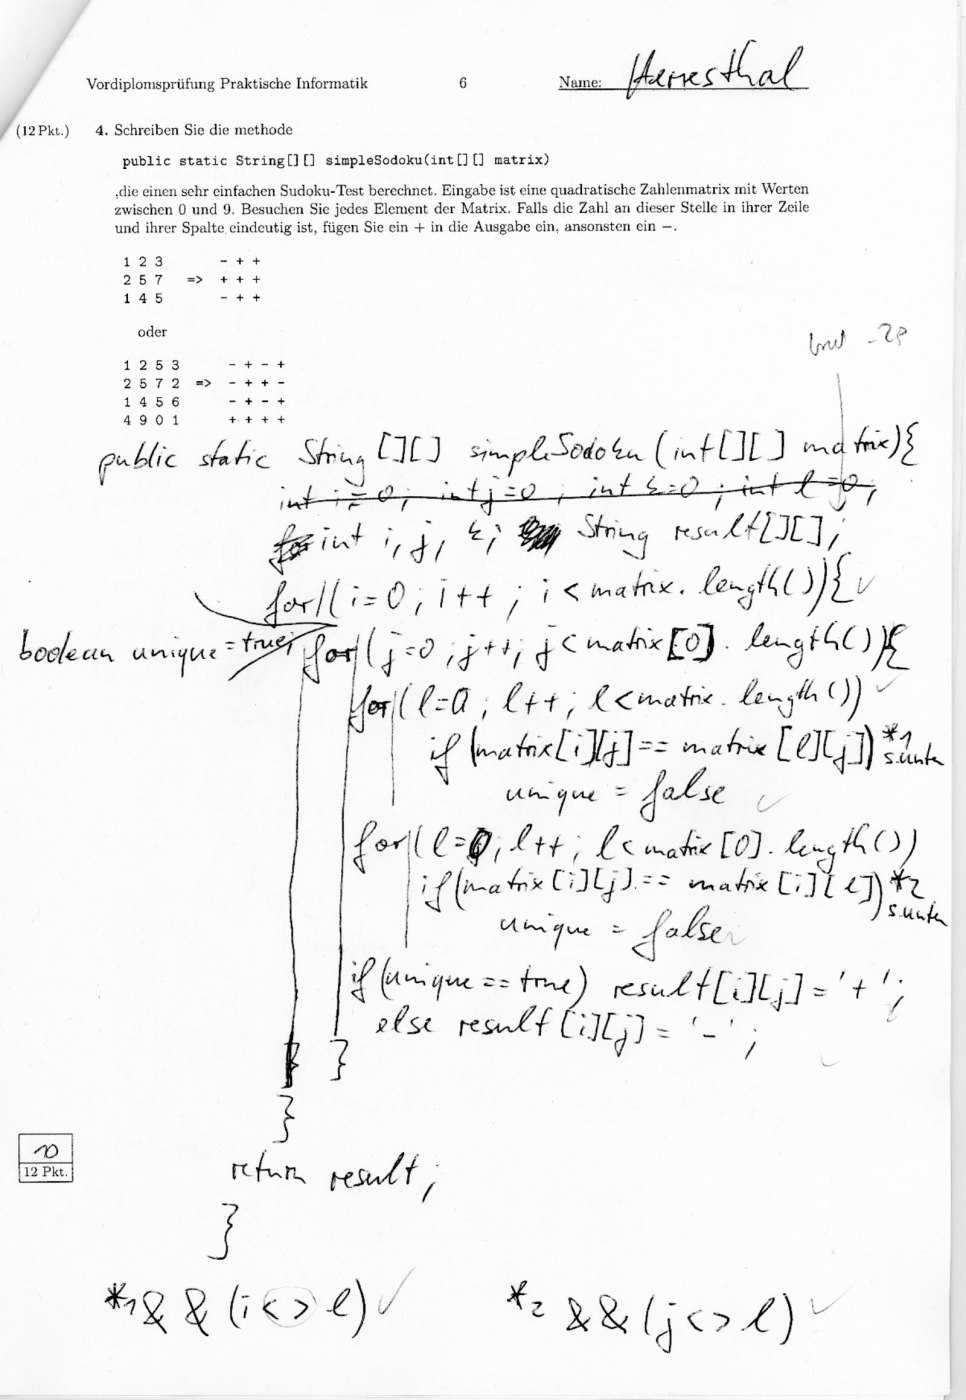 Vordiplomsprüfung Praktische Informatik 6 Name: Herresthal
(12 Pkt.) 4. Schreiben Sie die methode
public static String[][] simpleSodoku(int[][] matrix)
,die einen sehr einfachen Sudoku-Test berechnet. Eingabe ist eine quadratische Zahlenmatrix mit Werten
zwischen 0 und 9. Besuchen Sie jedes Element der Matrix. Falls die Zahl an dieser Stelle in ihrer Zeile
und ihrer Spalte eindeutig ist, fügen Sie ein + in die Ausgabe ein, ansonsten ein −.
1 2 3 - + +
2 5 7 => + + +
1 4 5 - + +
oder
1 2 5 3 - + - +
2 5 7 2 => - + + -
1 4 5 6 - + - +
4 9 0 1 + + + +
public static String [][] simpleSodoku (int[][] matrix){
int i=0; int j=0; int k=0; int l=0;
int i, j, k; String result[][];
for (i=0; i++; i<matrix.length()){
boolean unique = true; for (j=0; j++; j<matrix[0].length()){
for (l=0; l++; l<matrix.length())
if (matrix[i][j] == matrix[l][j]) *1 s.unten
unique = false
for (l=0; l++; l<matrix[0].length())
if (matrix[i][j] == matrix[i][l]) *2 s.unten
unique = false
if (unique == true) result[i][j] = '+';
else result[i][j] = '-';
} }
}
10
12 Pkt.
return result;
}
*1 && (i <> l) *2 && (j <> l)